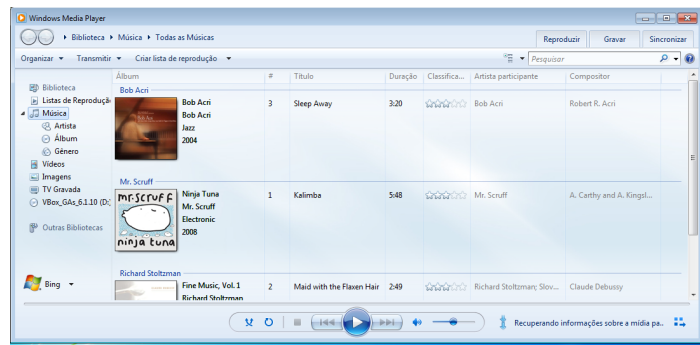 Windows Media Player
Biblioteca Música Todas as Músicas
Reproduzir Gravar Sincronizar
Organizar Transmitir Criar lista de reprodução Pesquisar
Álbum # Título Duração Classifica... Artista participante Compositor
Biblioteca
Listas de Reproduçã
Música
Artista
Álbum
Gênero
Vídeos
Imagens
TV Gravada
VBox_GAs_6.1.10 (D:
Outras Bibliotecas
Bing
Bob Acri
Bob Acri 3 Sleep Away 3:20 Bob Acri Robert R. Acri
Bob Acri
Jazz
2004
Mr. Scruff
mr.scruff
ninja tuna
Ninja Tuna 1 Kalimba 5:48 Mr. Scruff A. Carthy and A. Kingsl...
Mr. Scruff
Electronic
2008
Richard Stoltzman
Fine Music, Vol. 1 2 Maid with the Flaxen Hair 2:49 Richard Stoltzman; Slov... Claude Debussy
Richard Stoltzman
Recuperando informações sobre a mídia pa..